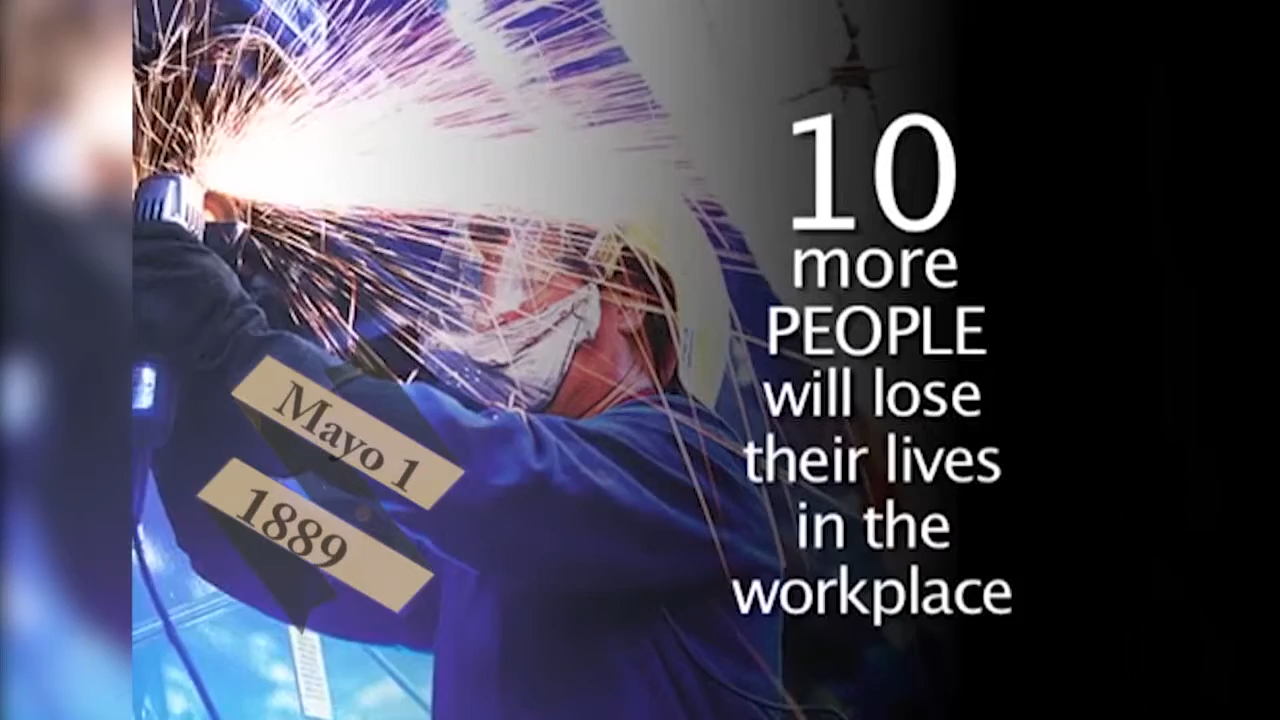 10
more
PEOPLE
will lose
their lives
in the
workplace
Mayo 1
1889